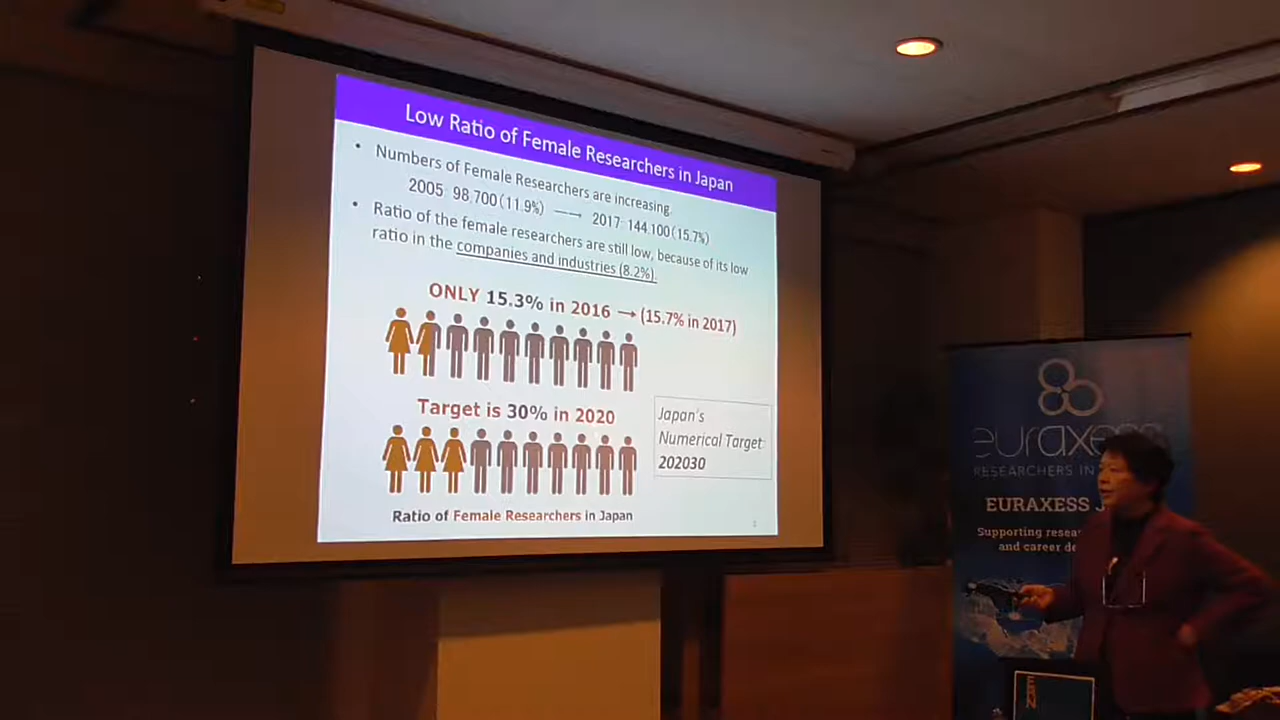 Low Ratio of Female Researchers in Japan
• Numbers of Female Researchers are increasing.
2005: 98,700(11.9%) ―→ 2017: 144,100(15.7%)
• Ratio of the female researchers are still low, because of its low
ratio in the companies and industries (8.2%).
ONLY 15.3% in 2016 → (15.7% in 2017)
Target is 30% in 2020
Japan's
Numerical Target:
202030
Ratio of Female Researchers in Japan
euraxess
RESEARCHERS IN
EURAXESS J
Supporting resea
and career de